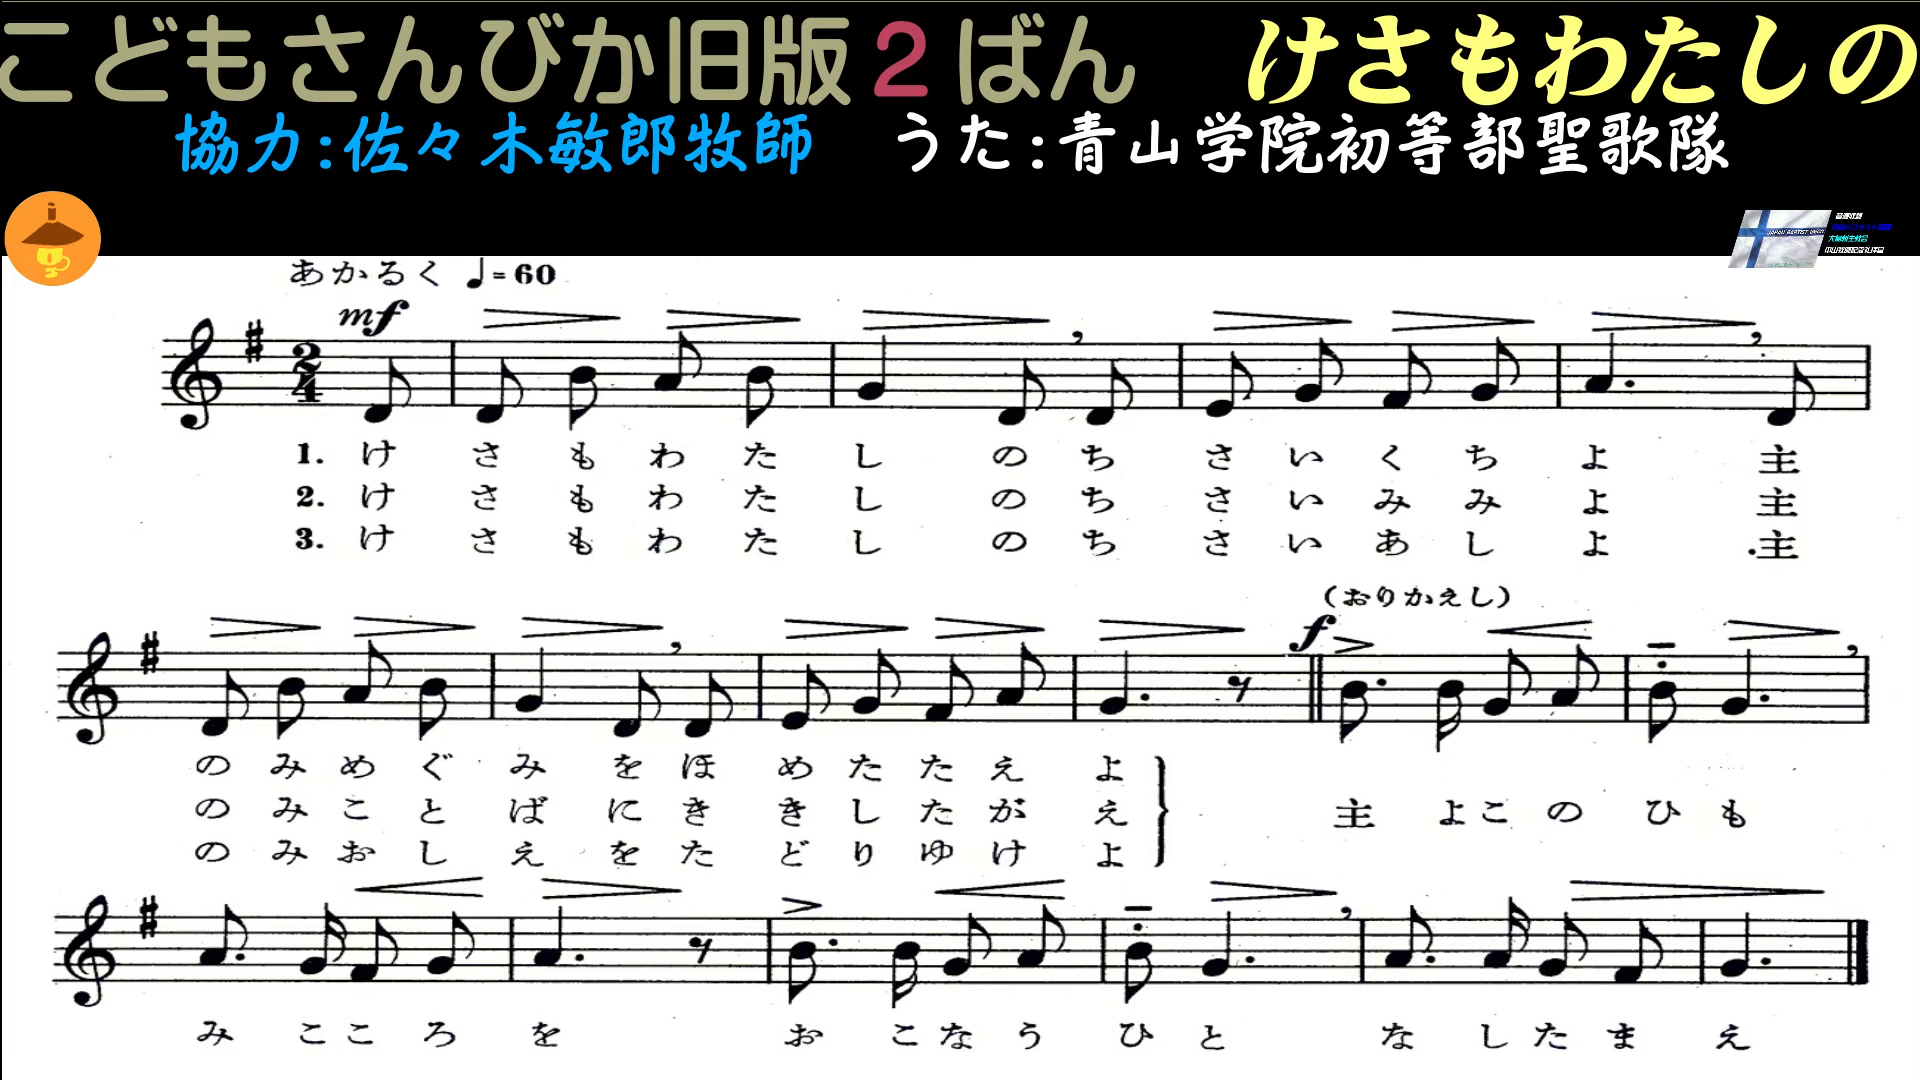 こどもさんびか旧版2ばん けさもわたしの
協力:佐々木敏郎牧師 うた:青山学院初等部聖歌隊
JAPAN BAPTIST
あかるく ♩=60
mf
1. けさもわたしのちさいくちよ 主
2. けさもわたしのちさいみみよ 主
3. けさもわたしのちさいあしよ 主
(おりかえし)
f
のみめぐみをほめたたえよ
のみことばにききしたがえ 主よこのひも
のみおしえをたどりゆけよ
みこころを おこなうひと なしたまえ